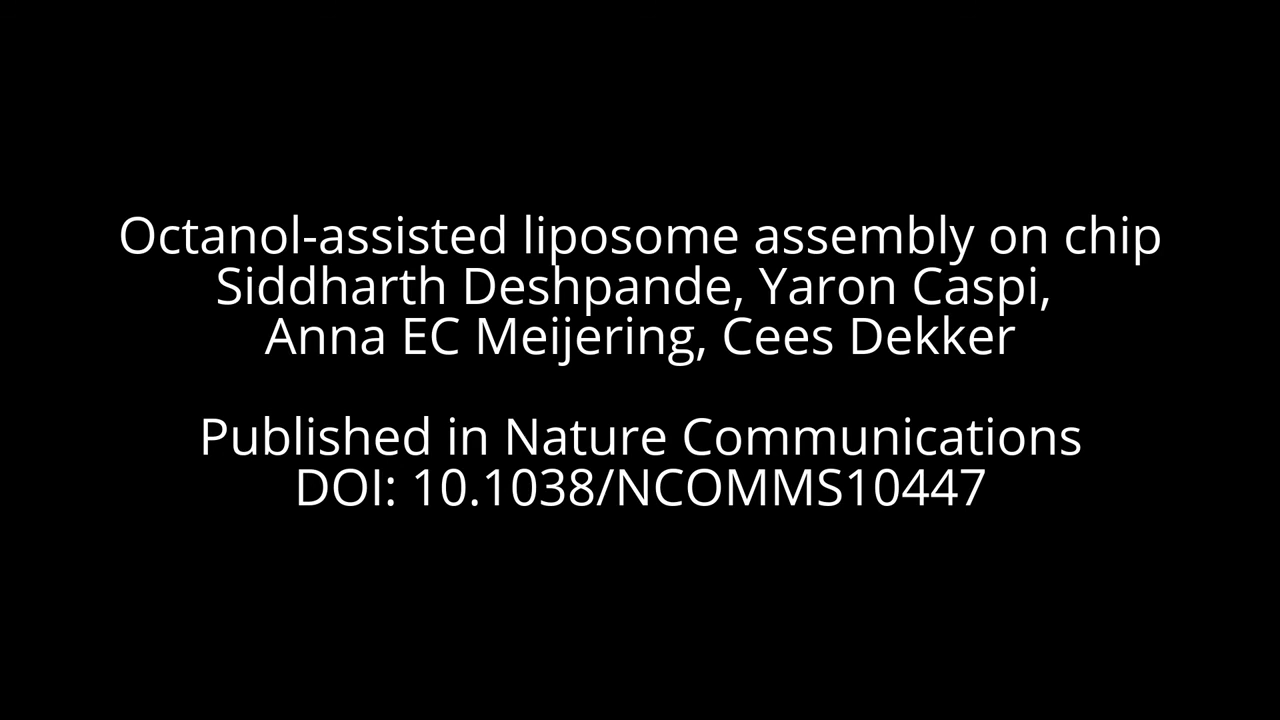 Octanol-assisted liposome assembly on chip
Siddharth Deshpande, Yaron Caspi,
Anna EC Meijering, Cees Dekker
Published in Nature Communications
DOI: 10.1038/NCOMMS10447